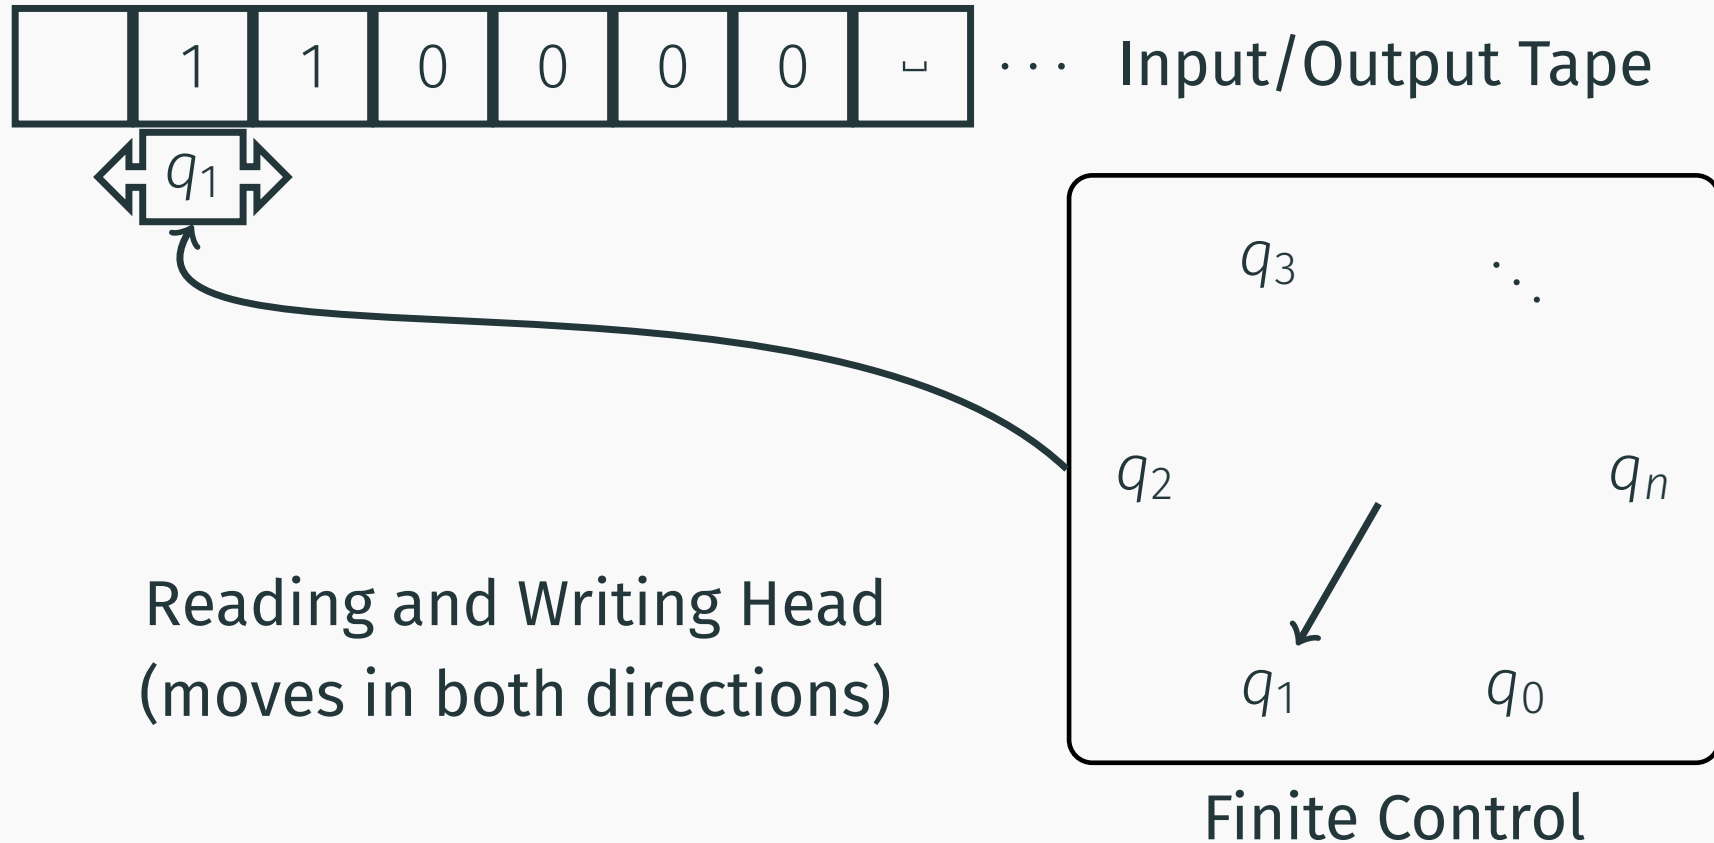 1 1 0 0 0 0 ␣ ··· Input/Output Tape
q₁
q₃ ⋱
q₂ qₙ
Reading and Writing Head
(moves in both directions)
q₁ q₀
Finite Control